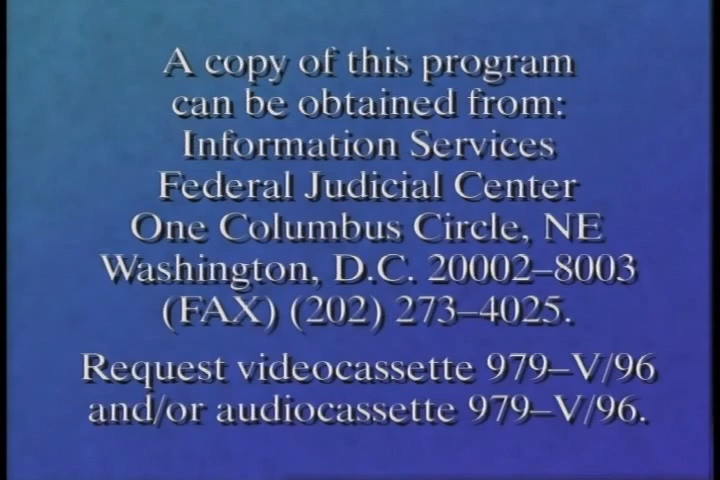 A copy of this program
can be obtained from:
Information Services
Federal Judicial Center
One Columbus Circle, NE
Washington, D.C. 20002–8003
(FAX) (202) 273–4025.
Request videocassette 979–V/96
and/or audiocassette 979–V/96.